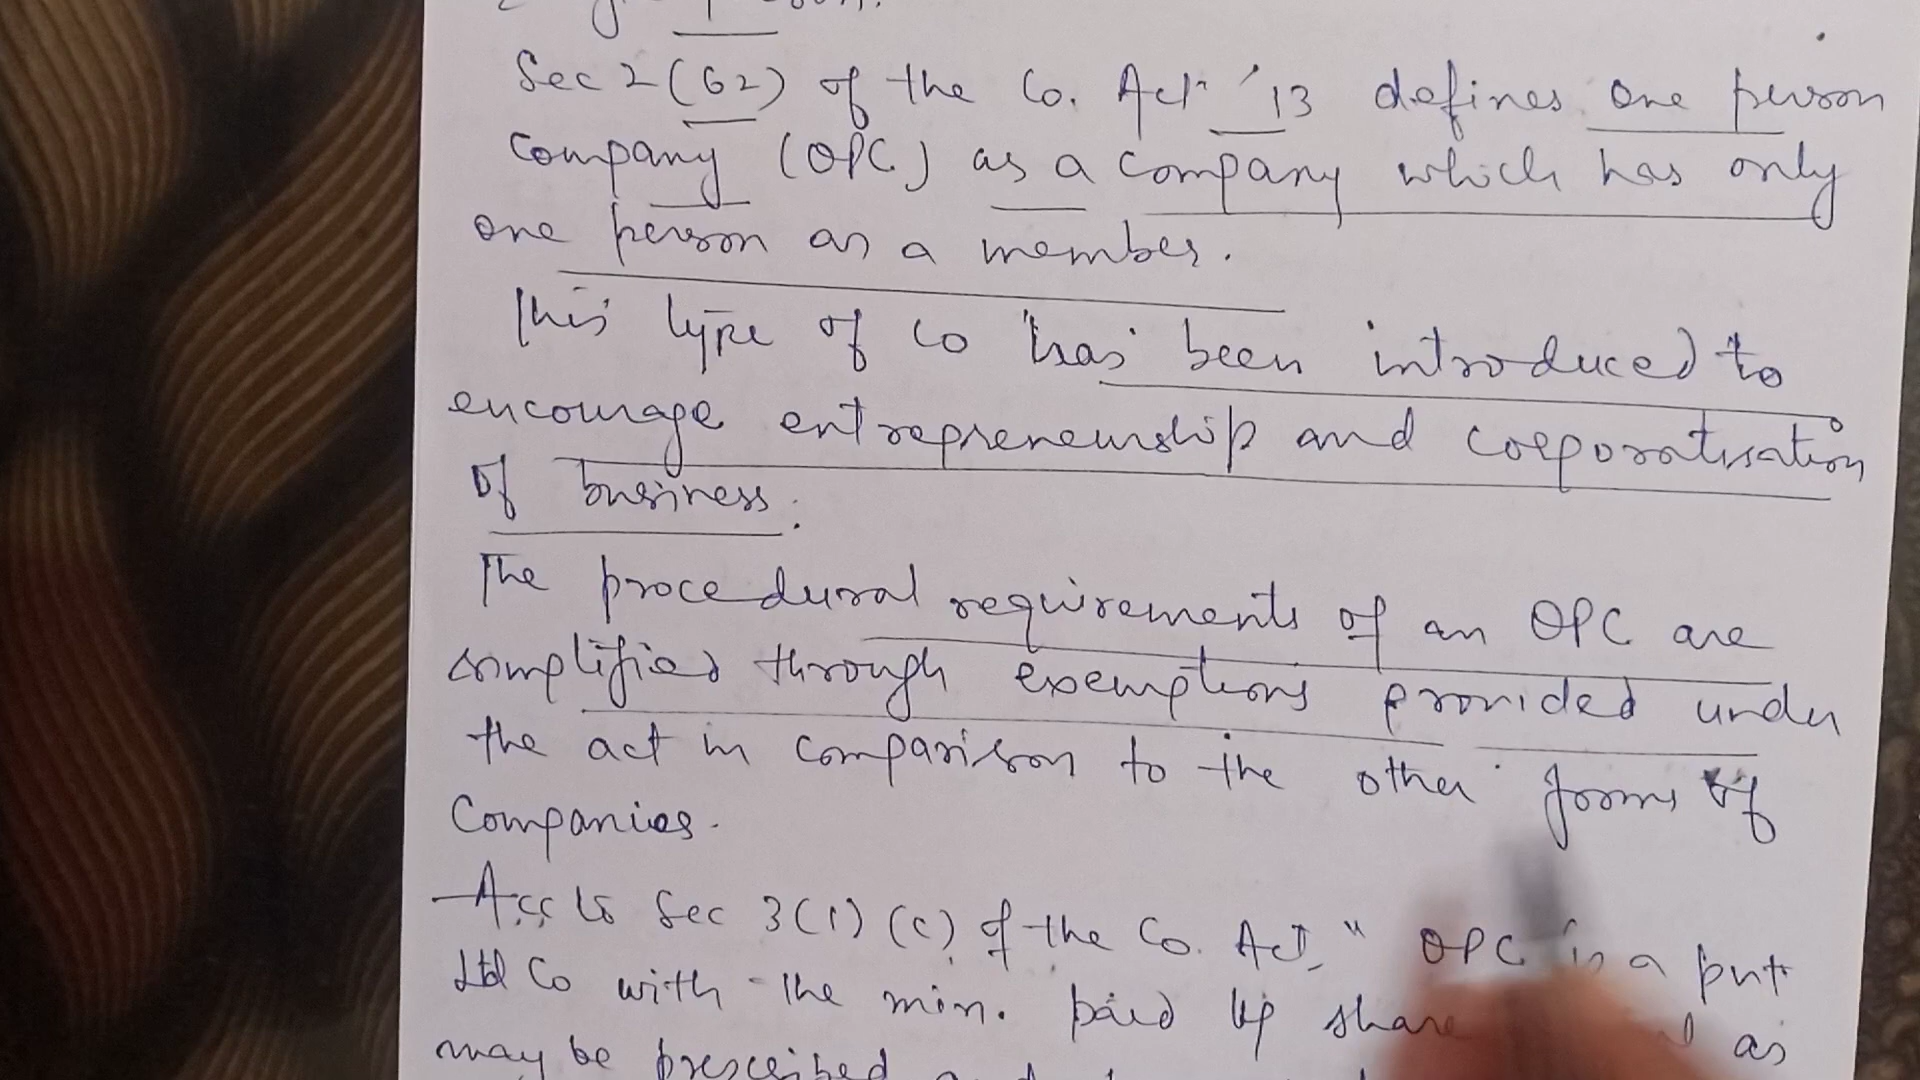 Sec 2(62) of the Co. Act '13 defines one person
Company (OPC) as a company which has only
one person as a member.
This type of co has been introduced to
encourage entrepreneurship and corporatisation
of business.
The procedural requirements of an OPC are
simplified through exemptions provided under
the act in comparison to the other forms of
Companies.
Acc to Sec 3(1)(c) of the Co. Act, " OPC is a pvt
Ltd Co with the min. paid up share as
may be prescribed and